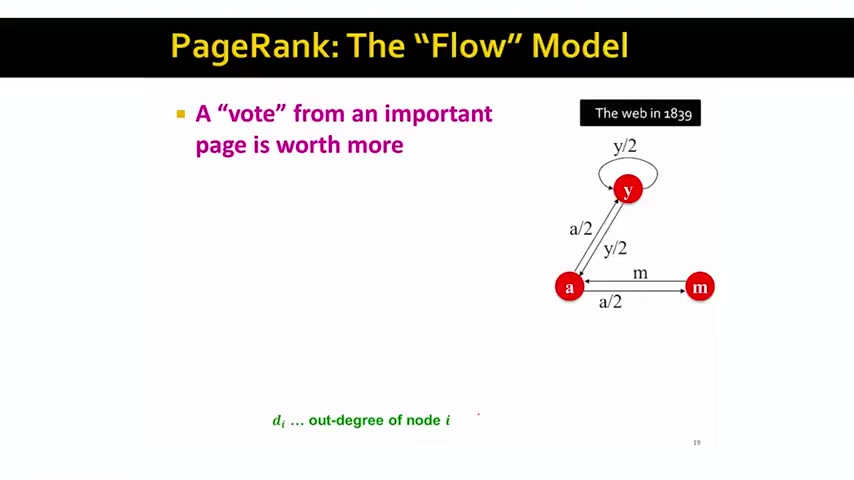 PageRank: The “Flow” Model
A “vote” from an important
page is worth more
The web in 1839
y/2
y
a/2
y/2
a
m
m
a/2
dᵢ … out-degree of node i
19